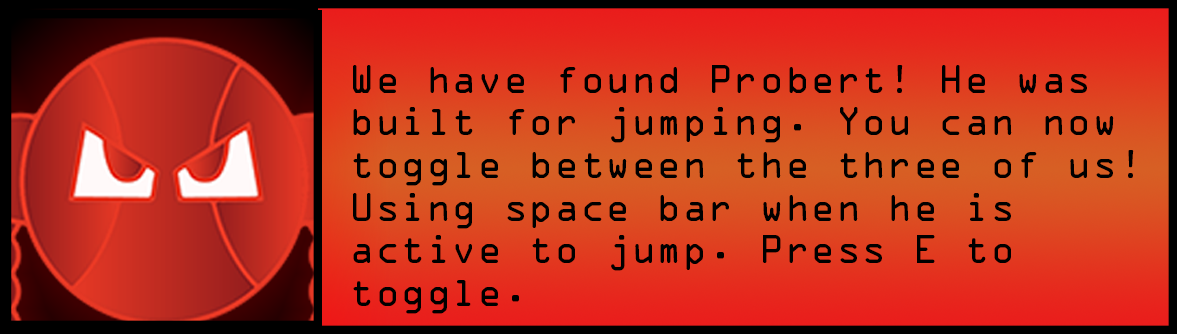 We have found Probert! He was
built for jumping. You can now
toggle between the three of us!
Using space bar when he is
active to jump. Press E to
toggle.